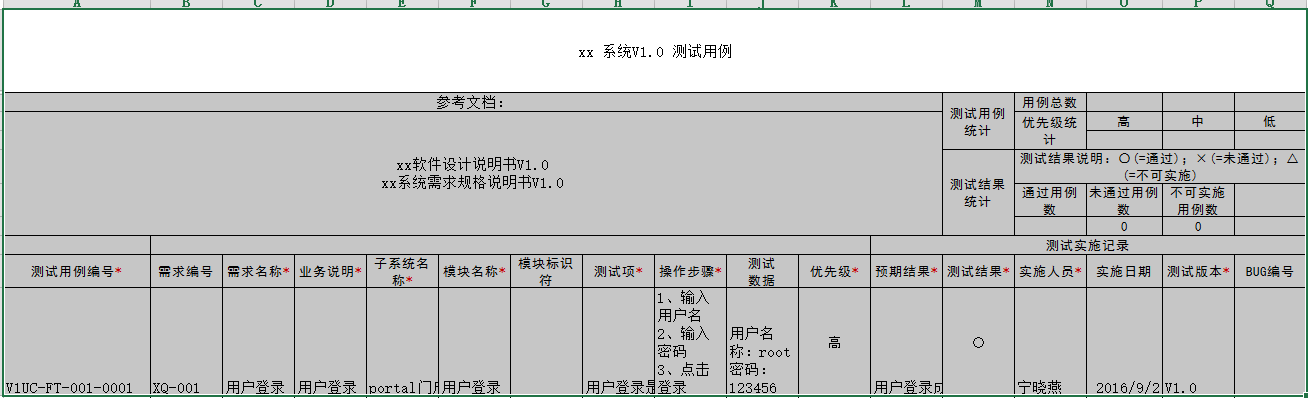 A B C D E F G H I J K L M N O P Q
xx 系统V1.0 测试用例
参考文档：
xx软件设计说明书V1.0
xx系统需求规格说明书V1.0
测试用例
统计
用例总数
优先级统
计
高 中 低
测试结果
统计
测试结果说明：○(=通过)；×(=未通过)；△
(=不可实施)
通过用例
数
未通过用例
数
不可实施
用例数
0 0
测试实施记录
测试用例编号*
需求编号
需求名称*
业务说明*
子系统名
称*
模块名称*
模块标识
符
测试项*
操作步骤*
测试
数据
优先级*
预期结果*
测试结果*
实施人员*
实施日期
测试版本*
BUG编号
V1UC-FT-001-0001
XQ-001
用户登录
用户登录
portal门
用户登录
用户登录是
1、输入
用户名
2、输入
密码
3、点击
登录
用户名
称：root
密码：
123456
高
用户登录成
○
宁晓燕
2016/9/2
V1.0